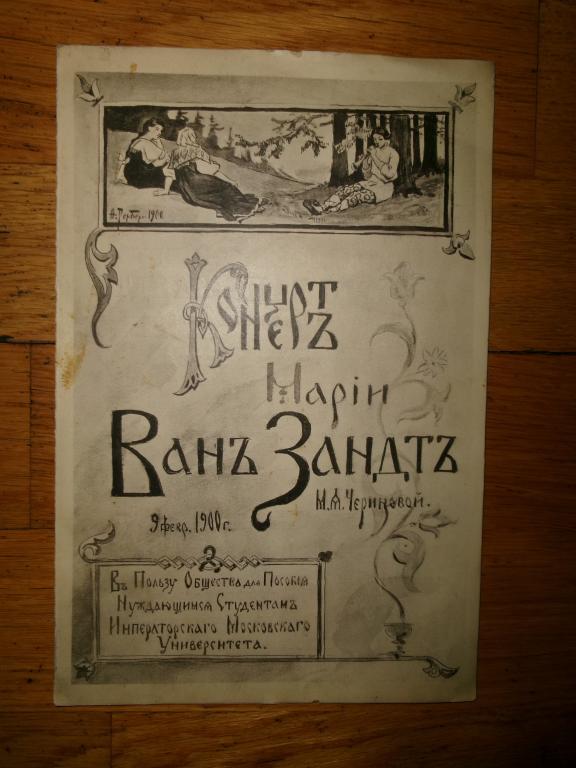 А. Гербер. 1900
Концертъ
Маріи
Ванъ Зандтъ
М. Я. Чериновой.
9 февр. 1900 г.
Въ Пользу Общества для Пособія
Нуждающимся Студентамъ
Императорскаго Московскаго
Университета.